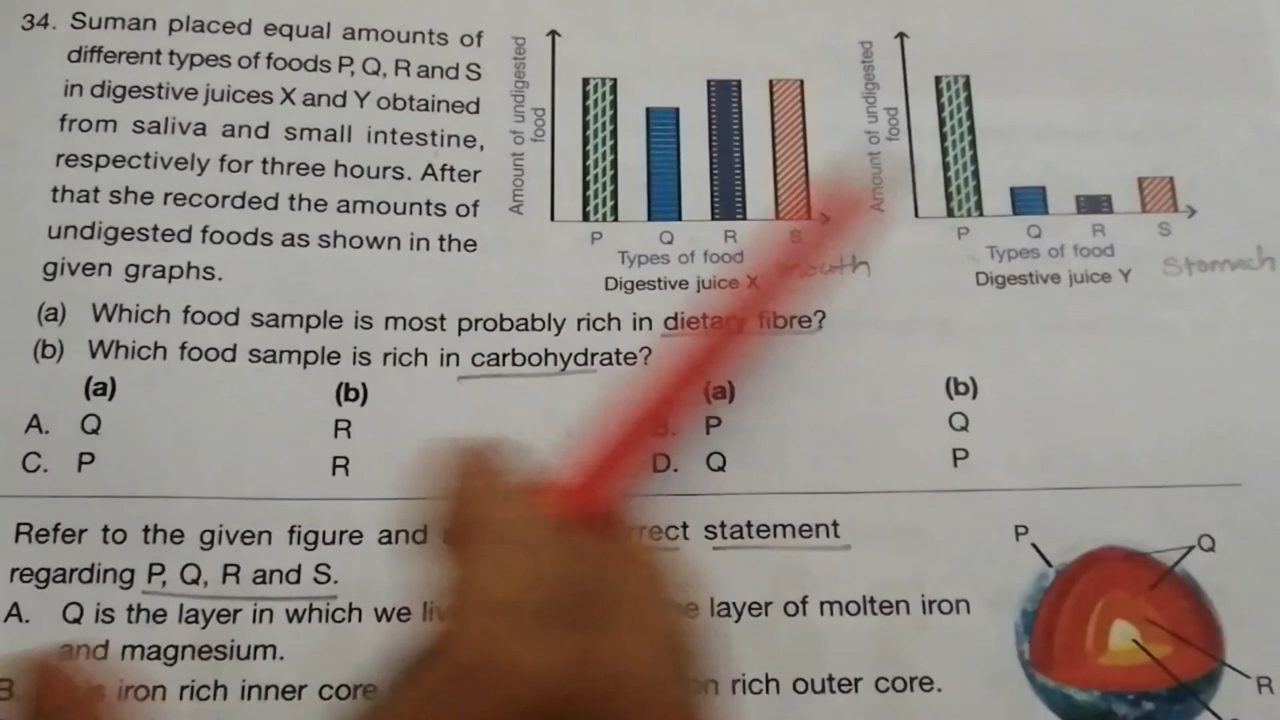 34. Suman placed equal amounts of
different types of foods P, Q, R and S
in digestive juices X and Y obtained
from saliva and small intestine,
respectively for three hours. After
that she recorded the amounts of
undigested foods as shown in the
given graphs.
Amount of undigested
food
P Q R S
Types of food
Digestive juice X mouth
Amount of undigested
food
P Q R S
Types of food
Digestive juice Y Stomach
(a) Which food sample is most probably rich in dietary fibre?
(b) Which food sample is rich in carbohydrate?
(a) (b) (a) (b)
A. Q R B. P Q
C. P R D. Q P
Refer to the given figure and statement
regarding P, Q, R and S.
A. Q is the layer in which we layer of molten iron
and magnesium.
iron rich inner core rich outer core.
P
Q
R